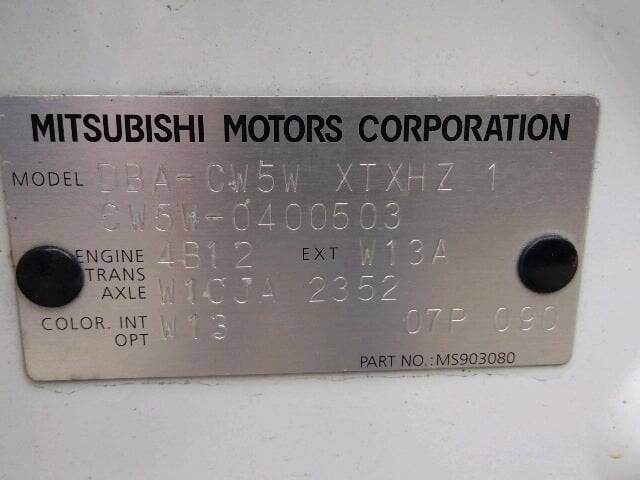 MITSUBISHI MOTORS CORPORATION
MODEL DBA-CW5W XTXHZ 1
CW5W-0400503
ENGINE 4B12 EXT W13A
TRANS AXLE W1CJA 2352
COLOR. INT OPT W13 07P 090
PART NO.: MS903080